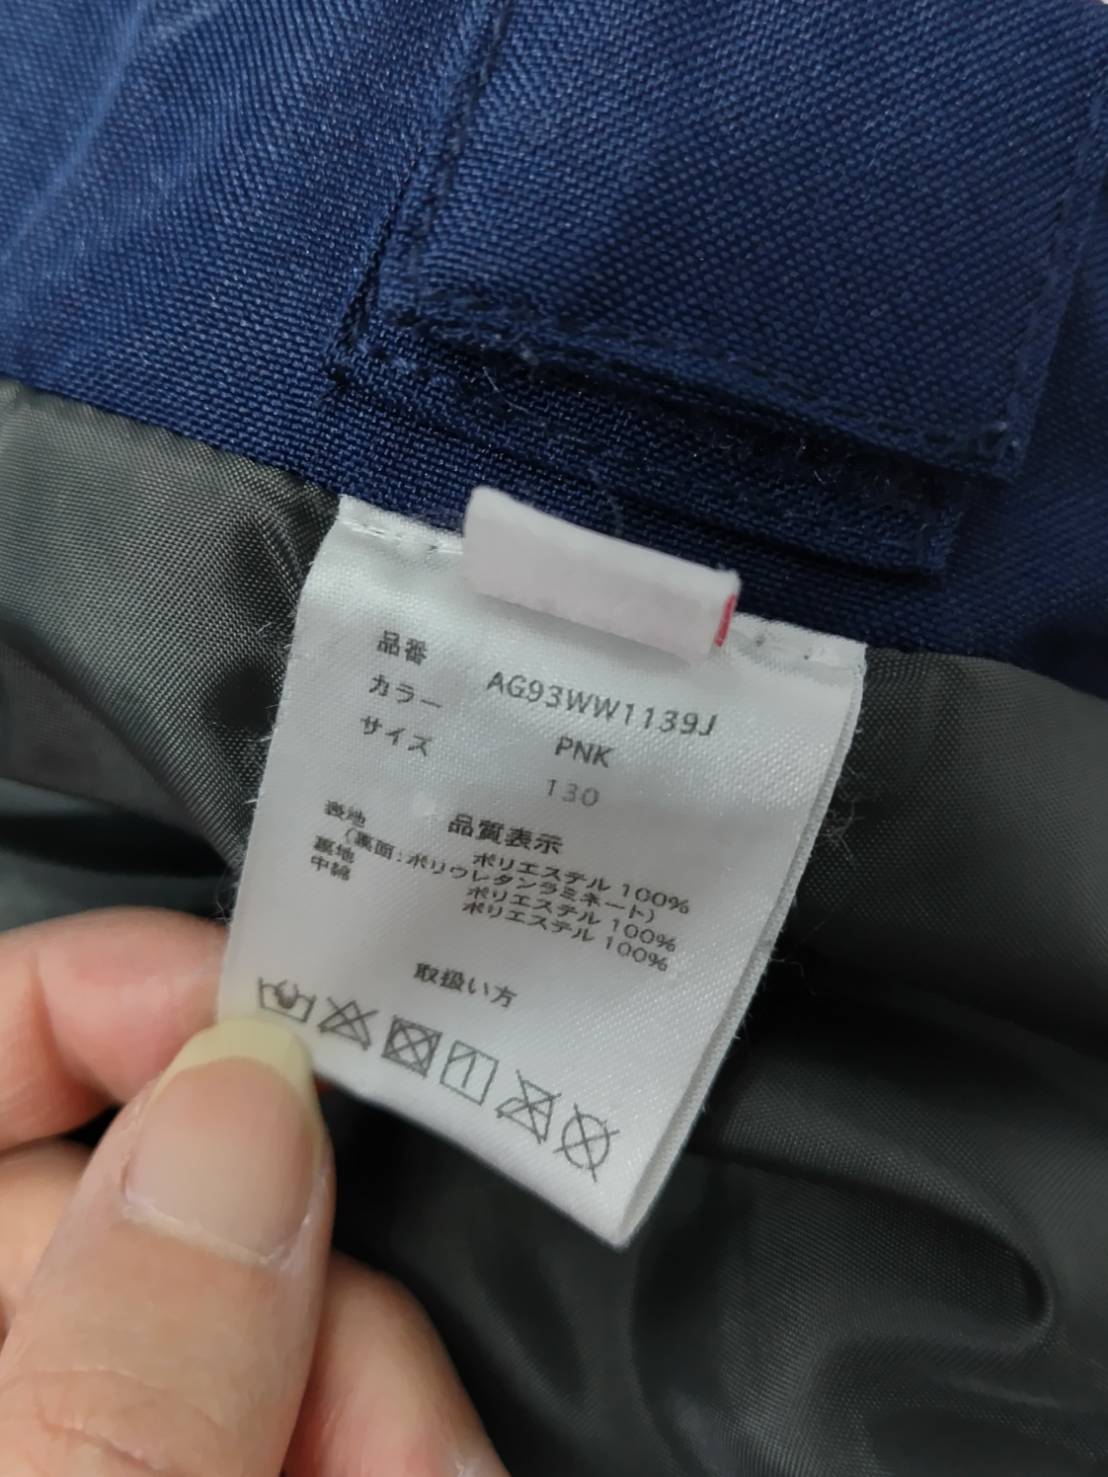 品番 AG93WW1139J
カラー PNK
サイズ 130
品質表示
表地 ポリエステル 100%
(裏面:ポリウレタンラミネート)
裏地 ポリエステル 100%
中綿 ポリエステル 100%
取扱い方